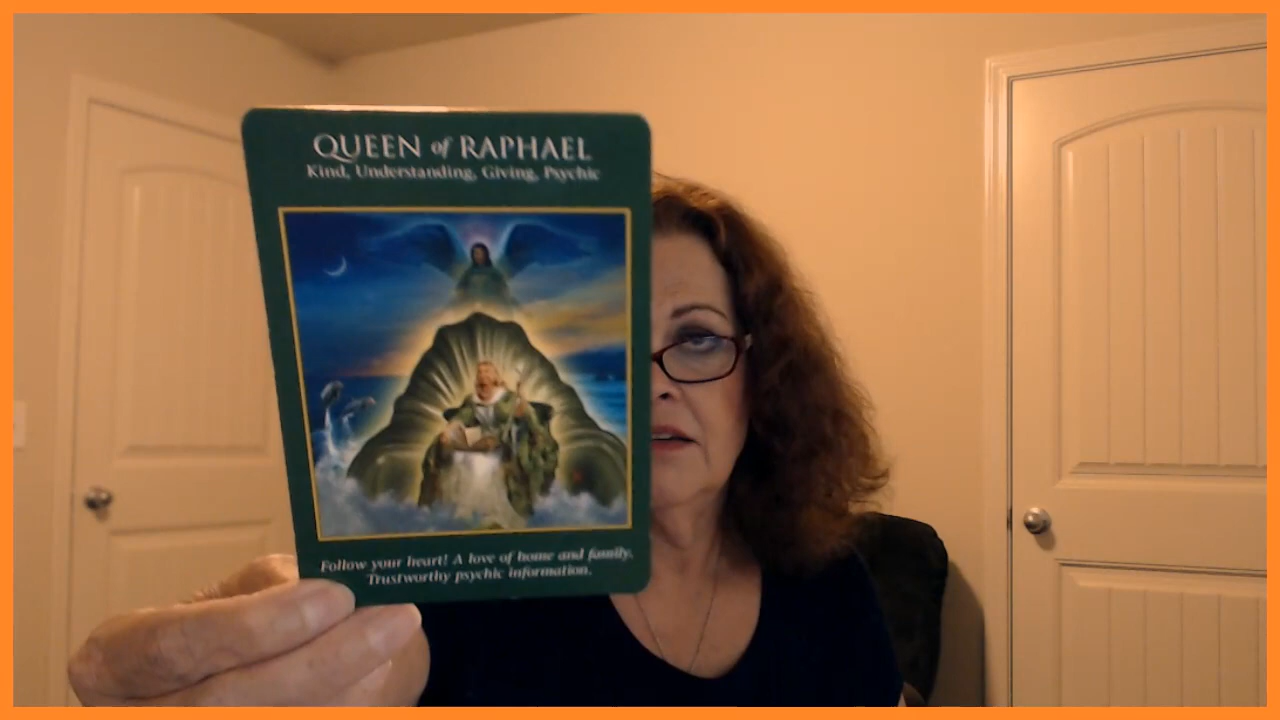 QUEEN of RAPHAEL
Kind, Understanding, Giving, Psychic
Follow your heart! A love of home and family.
Trustworthy psychic information.